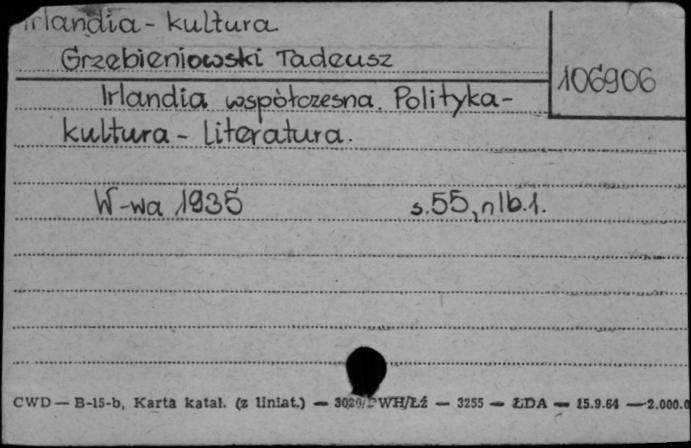 Irlandia - kultura
Grzebieniowski Tadeusz
106906
Irlandia współczesna. Polityka-
kultura - literatura.
W-wa 1935 s.55, nlb.1.
CWD — B-15-b, Karta katal. (z liniat.) — 3029/PWH/Łź — 3255 — ŁDA — 15.9.64 — 2.000.0